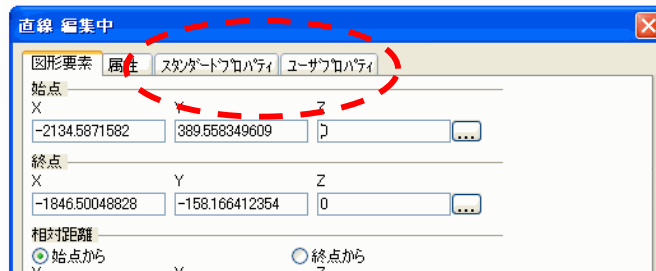 直線 編集中
図形要素 属性 スタンダードプロパティ ユーザプロパティ
始点
X Y Z
-2134.5871582 389.558349609 ...
終点
X Y Z
-1846.50048828 -158.166412354 0 ...
相対距離
始点から 終点から